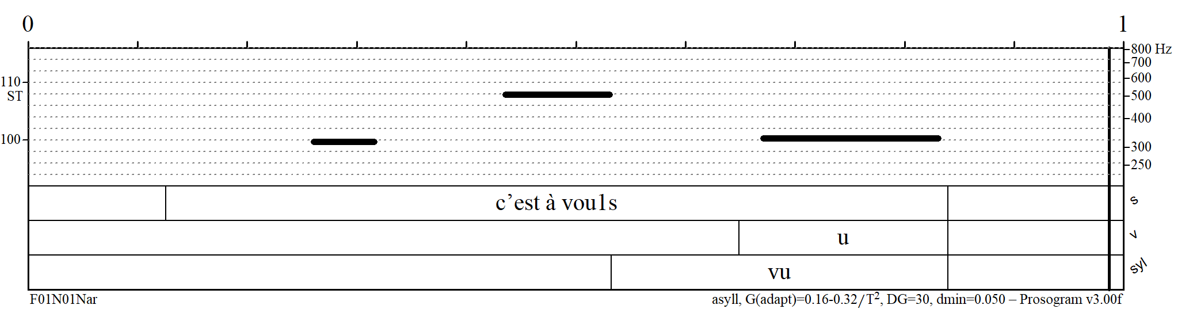 0 1
800 Hz
700
110 600
ST 500
400
100 300
250
c’est à vou1s s
u v
vu syl
F01N01Nar asyll, G(adapt)=0.16-0.32/T², DG=30, dmin=0.050 – Prosogram v3.00f